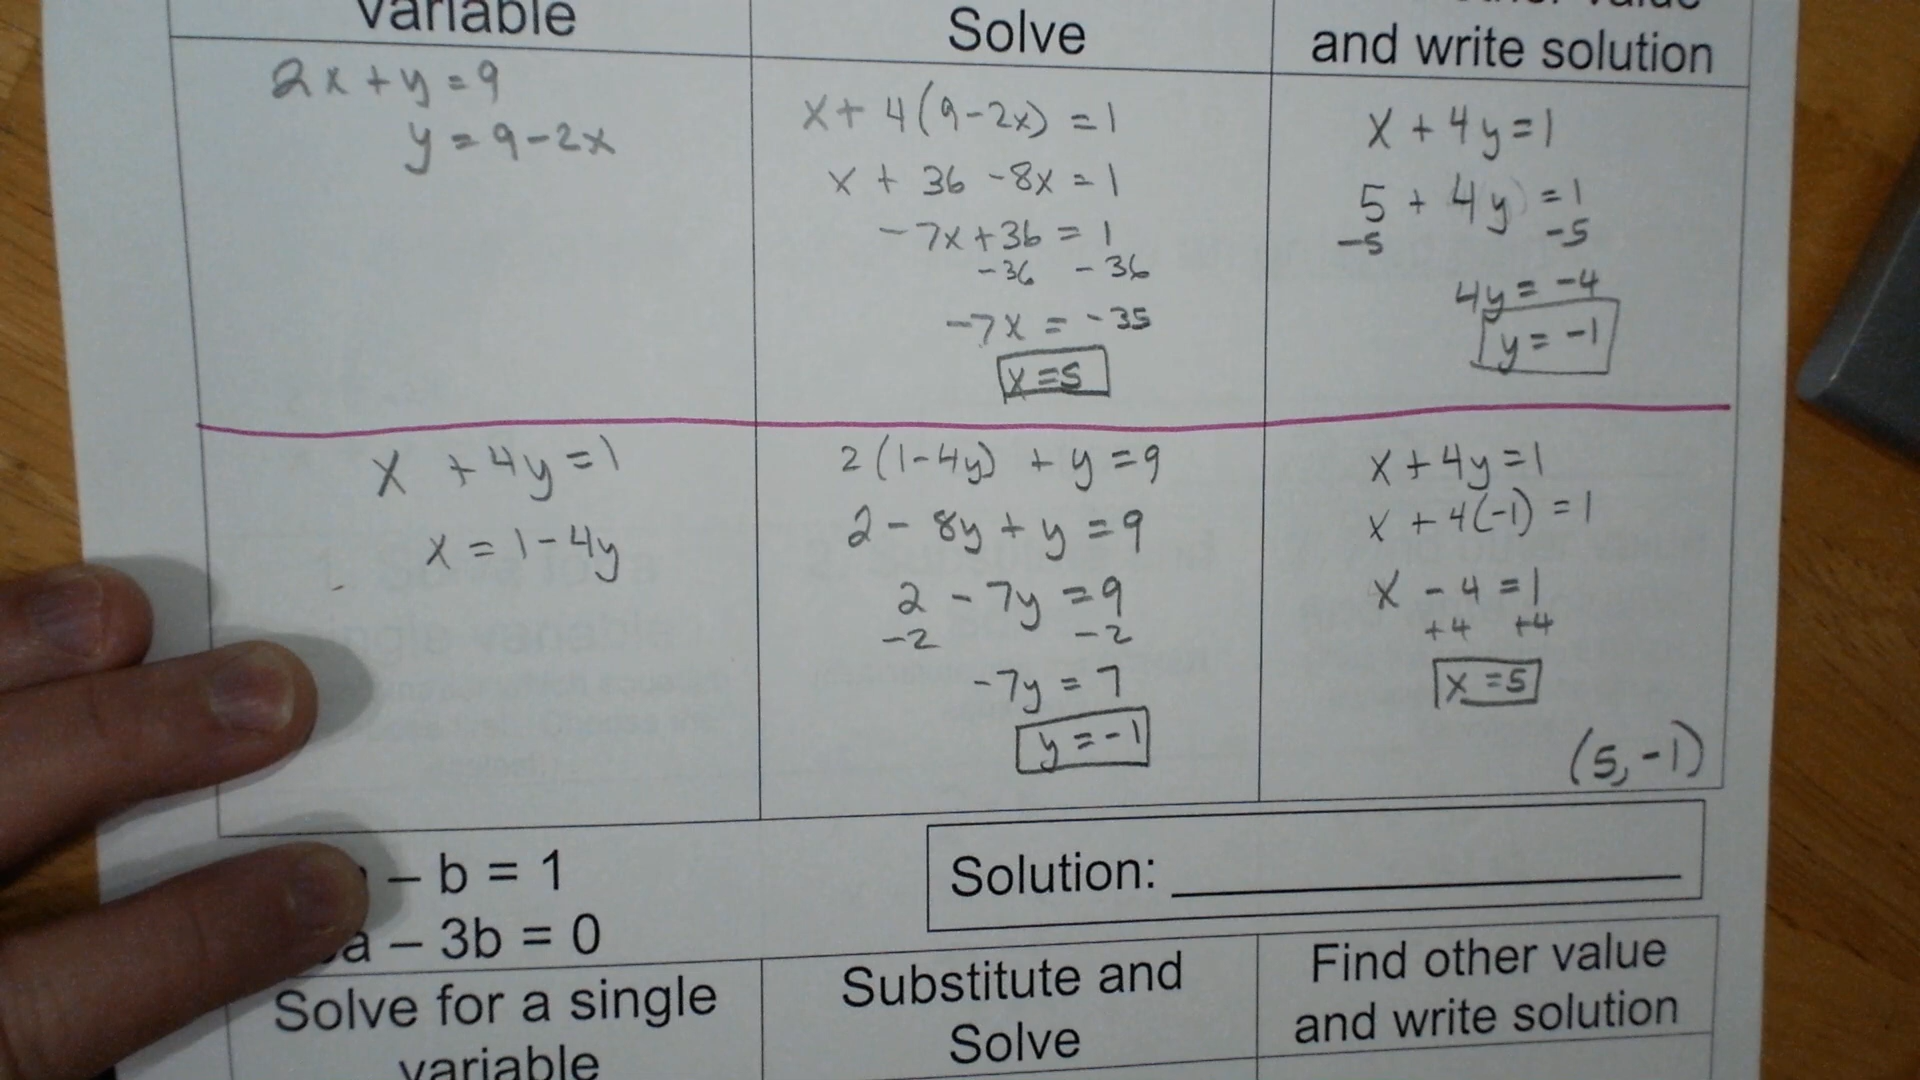 variable
Solve
and write solution
2x + y = 9
y = 9 - 2x
x + 4(9-2x) = 1
x + 36 - 8x = 1
-7x + 36 = 1
-36 -36
-7x = -35
x = 5
x + 4y = 1
5 + 4y = 1
-5 -5
4y = -4
y = -1
x + 4y = 1
x = 1 - 4y
2(1-4y) + y = 9
2 - 8y + y = 9
2 - 7y = 9
-2 -2
-7y = 7
y = -1
x + 4y = 1
x + 4(-1) = 1
x - 4 = 1
+4 +4
x = 5
(5, -1)
– b = 1
a – 3b = 0
Solution:
Solve for a single
variable
Substitute and
Solve
Find other value
and write solution